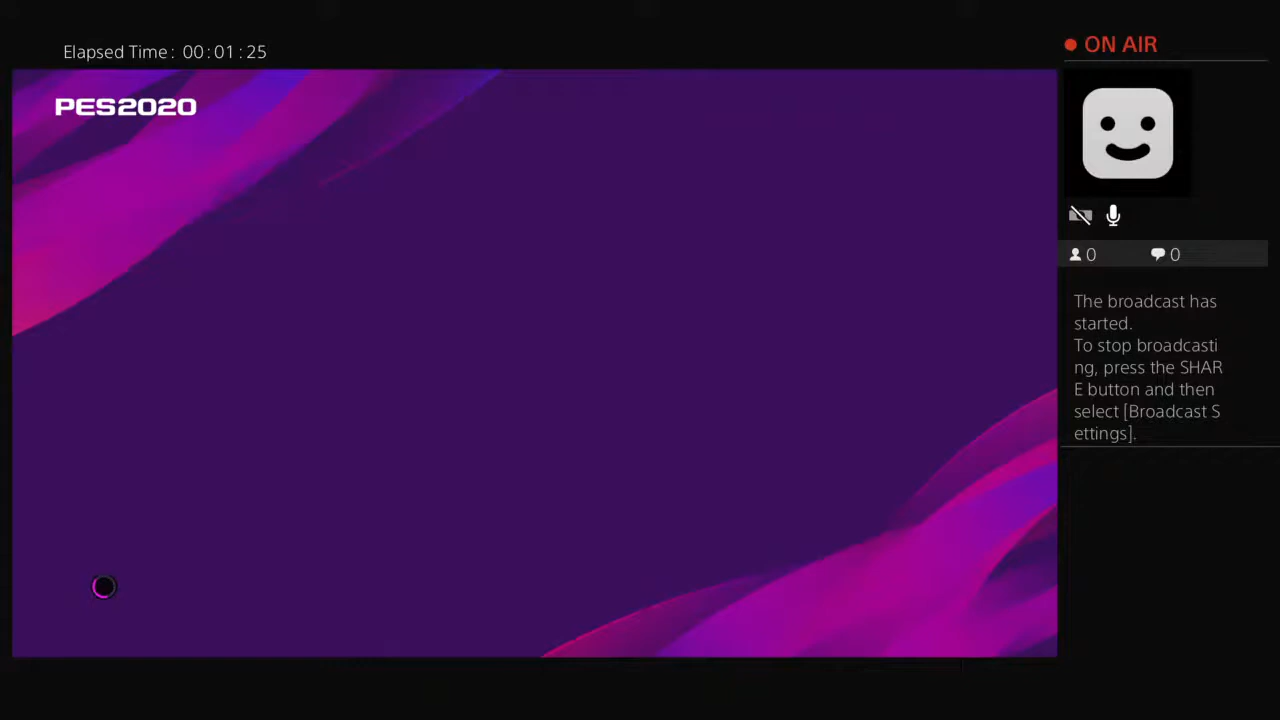 Elapsed Time: 00:01:25
ON AIR
PES2020
0
0
The broadcast has
started.
To stop broadcasti
ng, press the SHAR
E button and then
select [Broadcast S
ettings].